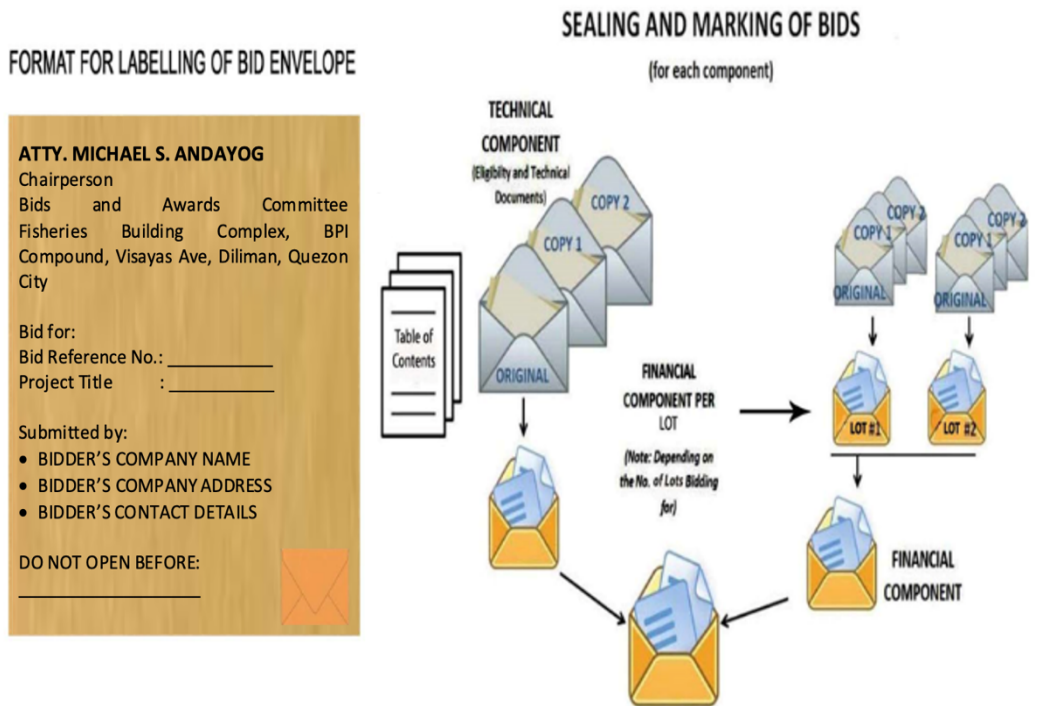 FORMAT FOR LABELLING OF BID ENVELOPE
ATTY. MICHAEL S. ANDAYOG
Chairperson
Bids and Awards Committee
Fisheries Building Complex, BPI
Compound, Visayas Ave, Diliman, Quezon
City
Bid for:
Bid Reference No.: ____________
Project Title : ____________
Submitted by:
• BIDDER'S COMPANY NAME
• BIDDER'S COMPANY ADDRESS
• BIDDER'S CONTACT DETAILS
DO NOT OPEN BEFORE:
____________________
SEALING AND MARKING OF BIDS
(for each component)
TECHNICAL
COMPONENT
(Eligibilty and Technical
Documents)
COPY 2
COPY 1
ORIGINAL
Table of
Contents
FINANCIAL
COMPONENT PER
LOT
(Note: Depending on
the No. of Lots Bidding
for)
COPY 2
COPY 1
ORIGINAL
COPY 2
COPY 1
ORIGINAL
LOT #1
LOT #2
FINANCIAL
COMPONENT